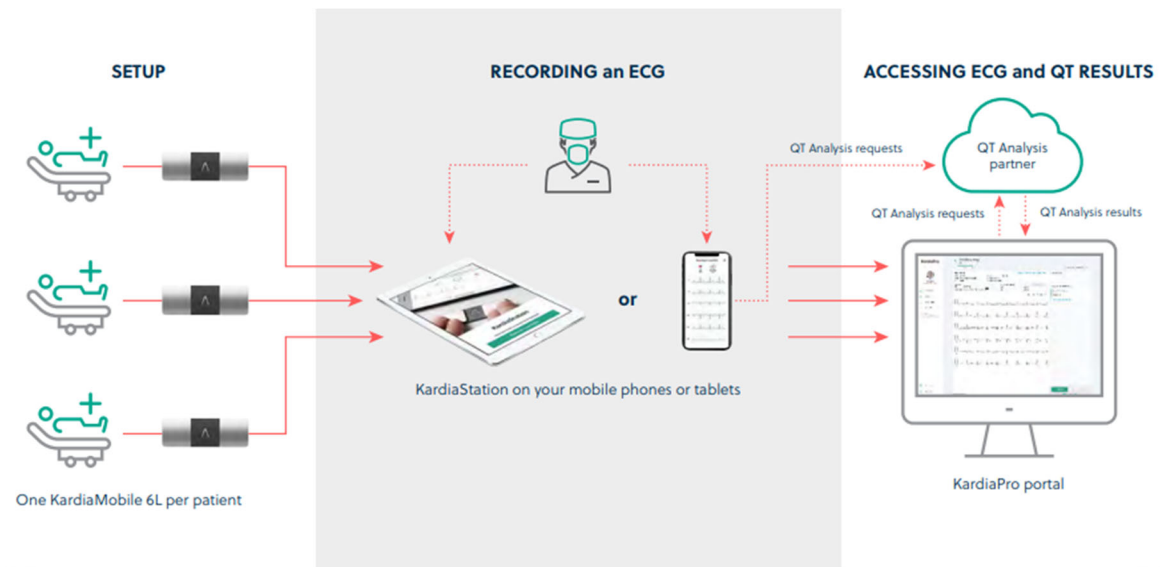 SETUP
RECORDING an ECG
ACCESSING ECG and QT RESULTS
QT Analysis requests
QT Analysis
partner
QT Analysis requests
QT Analysis results
KardiaStation
or
KardiaStation on your mobile phones or tablets
One KardiaMobile 6L per patient
KardiaPro portal